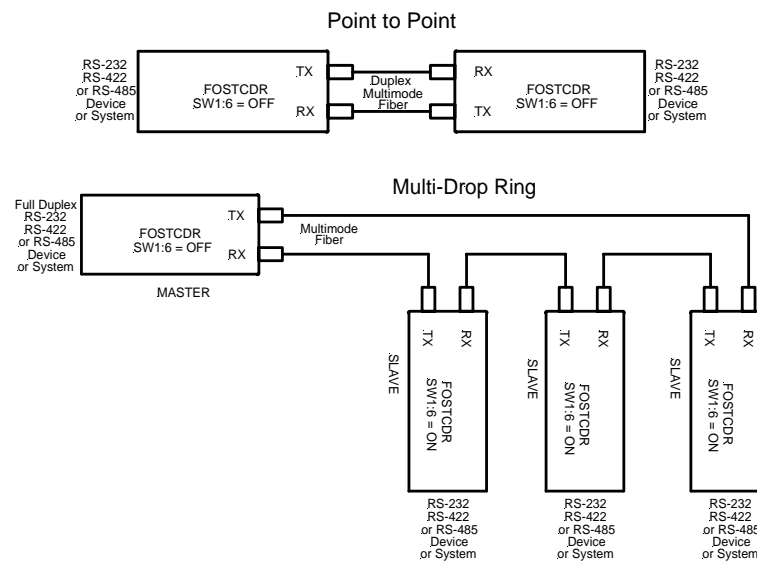 Point to Point
RS-232
RS-422
or RS-485
Device
or System
FOSTCDR
SW1:6 = OFF
TX
RX
Duplex
Multimode
Fiber
RX
TX
FOSTCDR
SW1:6 = OFF
RS-232
RS-422
or RS-485
Device
or System
Multi-Drop Ring
Full Duplex
RS-232
RS-422
or RS-485
Device
or System
FOSTCDR
SW1:6 = OFF
TX
RX
MASTER
Multimode
Fiber
SLAVE
TX
RX
FOSTCDR
SW1:6 = ON
RS-232
RS-422
or RS-485
Device
or System
SLAVE
TX
RX
FOSTCDR
SW1:6 = ON
RS-232
RS-422
or RS-485
Device
or System
SLAVE
TX
RX
FOSTCDR
SW1:6 = ON
RS-232
RS-422
or RS-485
Device
or System